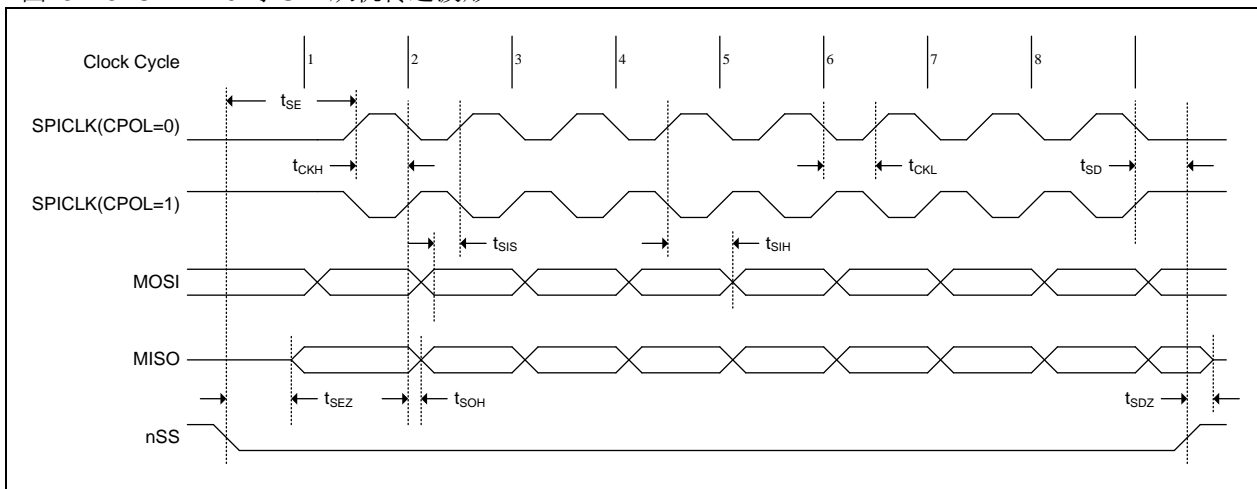 Clock Cycle
1 2 3 4 5 6 7 8
tSE
SPICLK(CPOL=0)
tCKH
tCKL
tSD
SPICLK(CPOL=1)
tSIS
tSIH
MOSI
MISO
tSEZ
tSOH
tSDZ
nSS